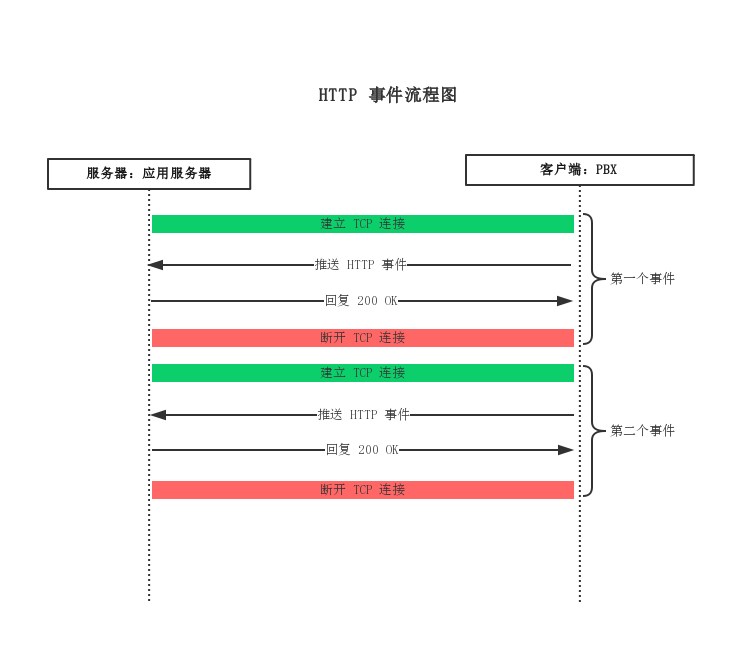 HTTP 事件流程图
服务器：应用服务器
客户端：PBX
建立 TCP 连接
推送 HTTP 事件
第一个事件
回复 200 OK
断开 TCP 连接
建立 TCP 连接
推送 HTTP 事件
第二个事件
回复 200 OK
断开 TCP 连接